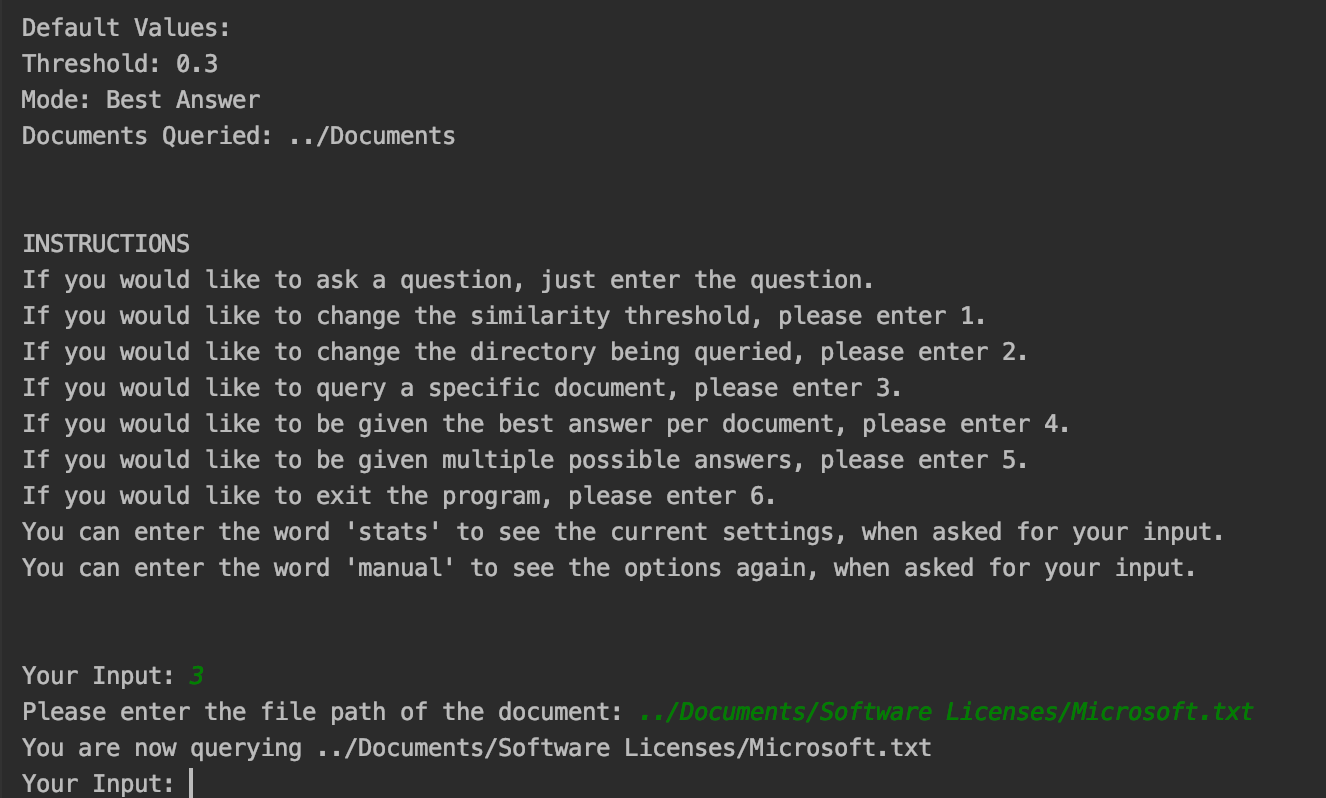 Default Values:
Threshold: 0.3
Mode: Best Answer
Documents Queried: ../Documents
INSTRUCTIONS
If you would like to ask a question, just enter the question.
If you would like to change the similarity threshold, please enter 1.
If you would like to change the directory being queried, please enter 2.
If you would like to query a specific document, please enter 3.
If you would like to be given the best answer per document, please enter 4.
If you would like to be given multiple possible answers, please enter 5.
If you would like to exit the program, please enter 6.
You can enter the word 'stats' to see the current settings, when asked for your input.
You can enter the word 'manual' to see the options again, when asked for your input.
Your Input: 3
Please enter the file path of the document: ../Documents/Software Licenses/Microsoft.txt
You are now querying ../Documents/Software Licenses/Microsoft.txt
Your Input: